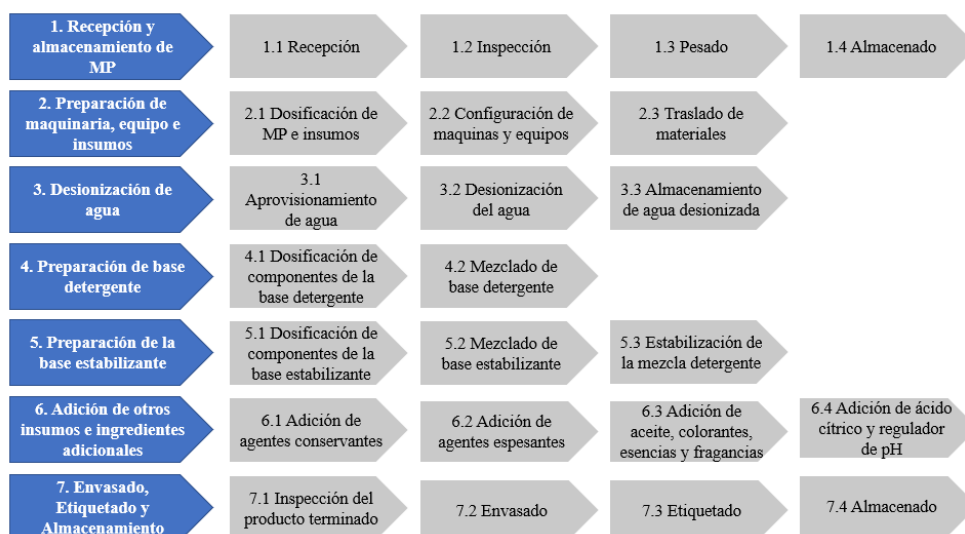 1. Recepción y
almacenamiento de
MP
1.1 Recepción
1.2 Inspección
1.3 Pesado
1.4 Almacenado
2. Preparación de
maquinaria, equipo e
insumos
2.1 Dosificación de
MP e insumos
2.2 Configuración de
maquinas y equipos
2.3 Traslado de
materiales
3. Desionización de
agua
3.1
Aprovisionamiento
de agua
3.2 Desionización
del agua
3.3 Almacenamiento
de agua desionizada
4. Preparación de base
detergente
4.1 Dosificación de
componentes de la
base detergente
4.2 Mezclado de
base detergente
5. Preparación de la
base estabilizante
5.1 Dosificación de
componentes de la
base estabilizante
5.2 Mezclado de
base estabilizante
5.3 Estabilización de
la mezcla detergente
6. Adición de otros
insumos e ingredientes
adicionales
6.1 Adición de
agentes conservantes
6.2 Adición de
agentes espesantes
6.3 Adición de
aceite, colorantes,
esencias y fragancias
6.4 Adición de ácido
cítrico y regulador
de pH
7. Envasado,
Etiquetado y
Almacenamiento
7.1 Inspección del
producto terminado
7.2 Envasado
7.3 Etiquetado
7.4 Almacenado